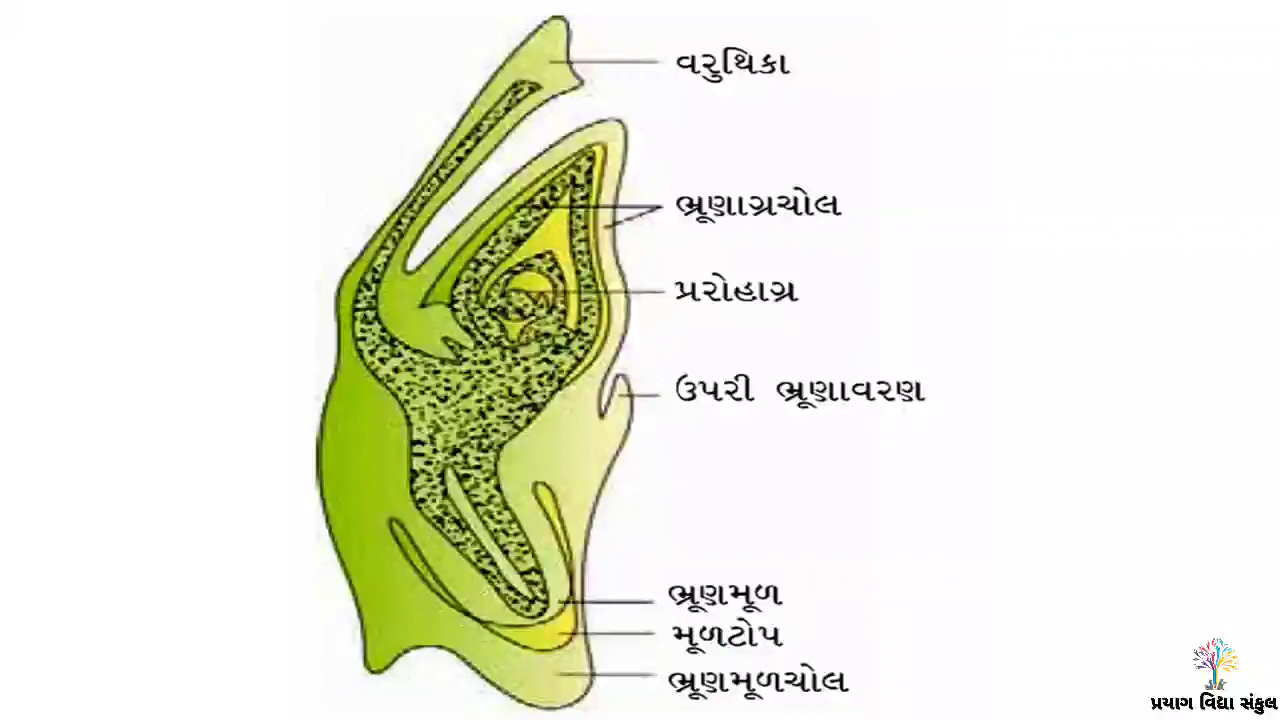 વરુથિકા
ભ્રૂણાગ્રચોલ
પ્રરોહાગ્ર
ઉપરી ભ્રૂણાવરણ
ભ્રૂણમૂળ
મૂળટોપ
ભ્રૂણમૂળચોલ
પ્રયાગ વિદ્યા સંકુલ